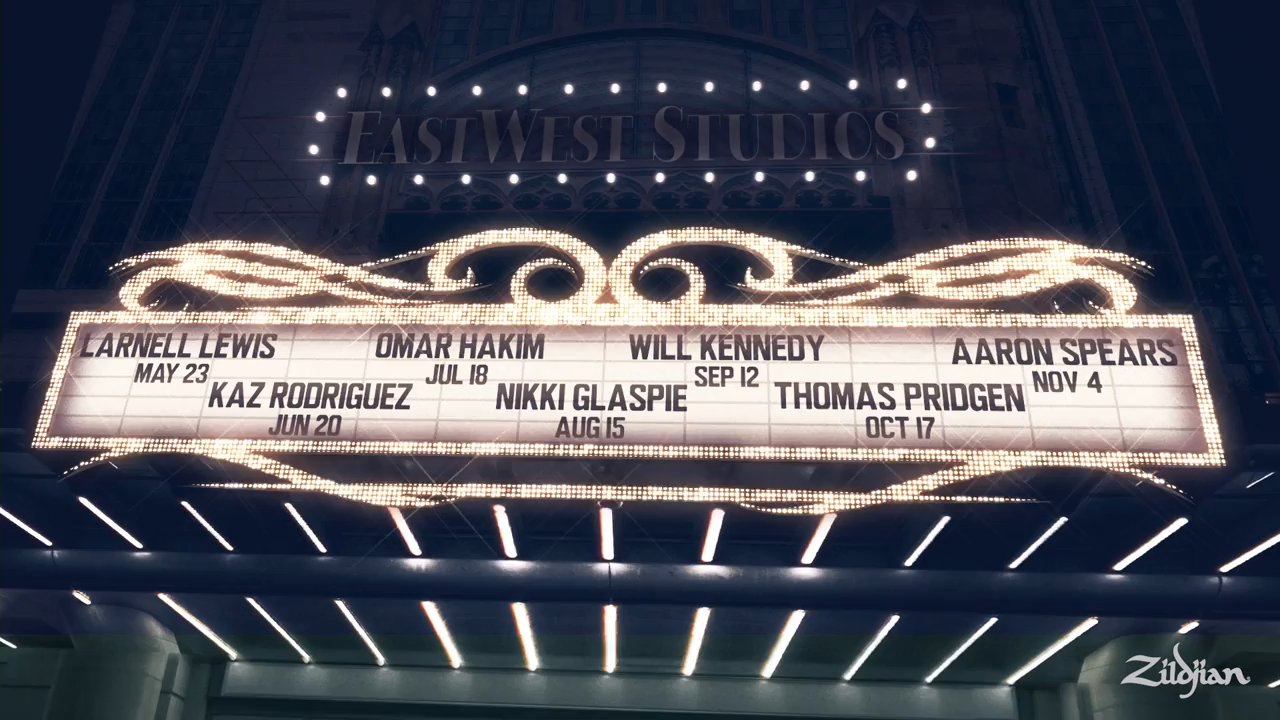 EASTWEST STUDIOS
LARNELL LEWIS
MAY 23
KAZ RODRIGUEZ
JUN 20
OMAR HAKIM
JUL 18
NIKKI GLASPIE
AUG 15
WILL KENNEDY
SEP 12
THOMAS PRIDGEN
OCT 17
AARON SPEARS
NOV 4
Zildjian